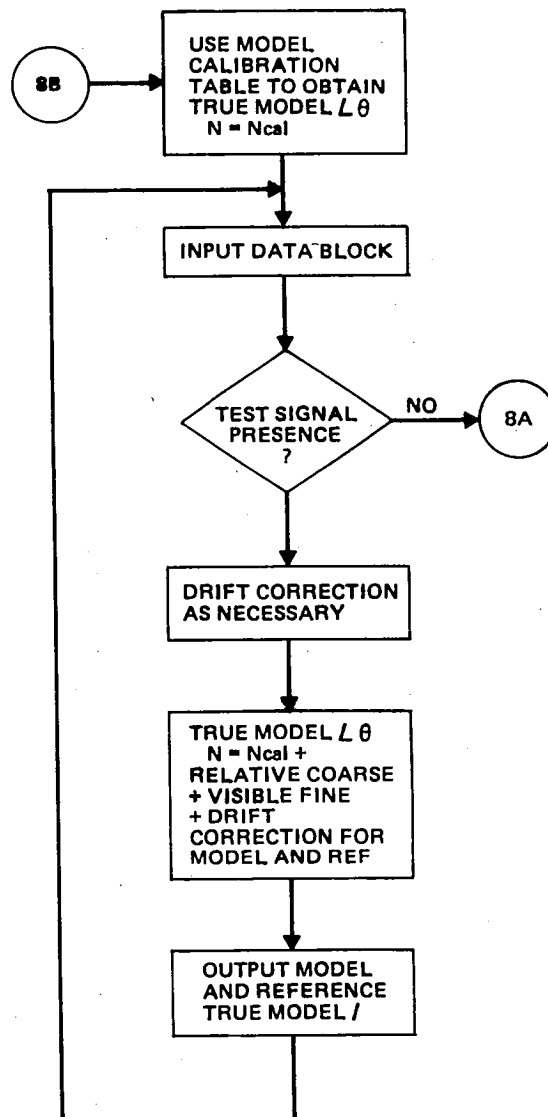 8B
USE MODEL
CALIBRATION
TABLE TO OBTAIN
TRUE MODEL ∠θ
N = Ncal
INPUT DATA BLOCK
TEST SIGNAL
PRESENCE
?
NO
8A
DRIFT CORRECTION
AS NECESSARY
TRUE MODEL ∠θ
N = Ncal +
RELATIVE COARSE
+ VISIBLE FINE
+ DRIFT
CORRECTION FOR
MODEL AND REF
OUTPUT MODEL
AND REFERENCE
TRUE MODEL /